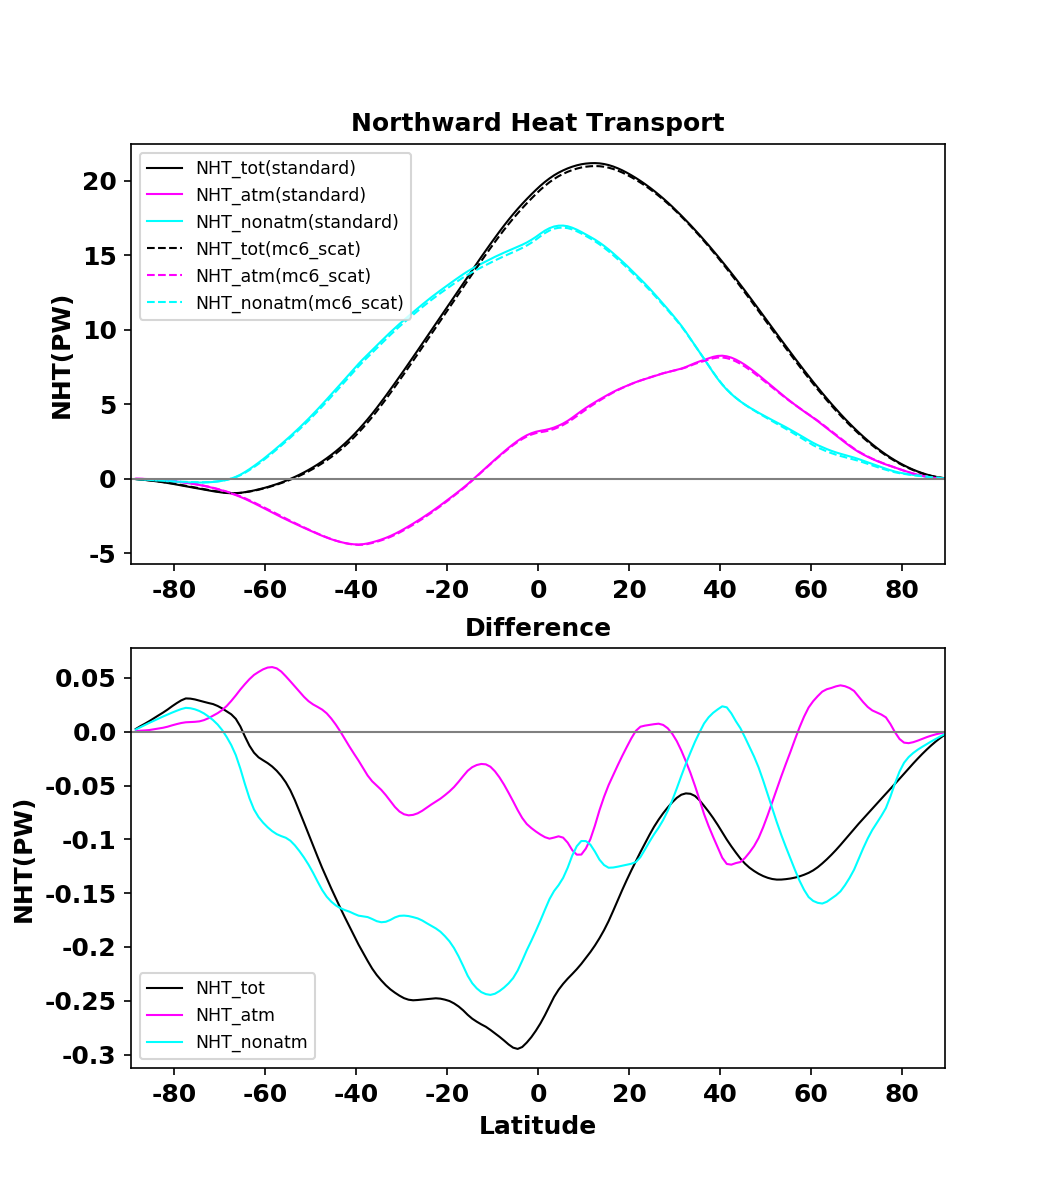 Northward Heat Transport
NHT_tot(standard)
NHT_atm(standard)
NHT_nonatm(standard)
NHT_tot(mc6_scat)
NHT_atm(mc6_scat)
NHT_nonatm(mc6_scat)
NHT(PW)
20
15
10
5
0
-5
-80 -60 -40 -20 0 20 40 60 80
Difference
0.05
0.0
-0.05
-0.1
-0.15
-0.2
-0.25
-0.3
NHT(PW)
NHT_tot
NHT_atm
NHT_nonatm
-80 -60 -40 -20 0 20 40 60 80
Latitude